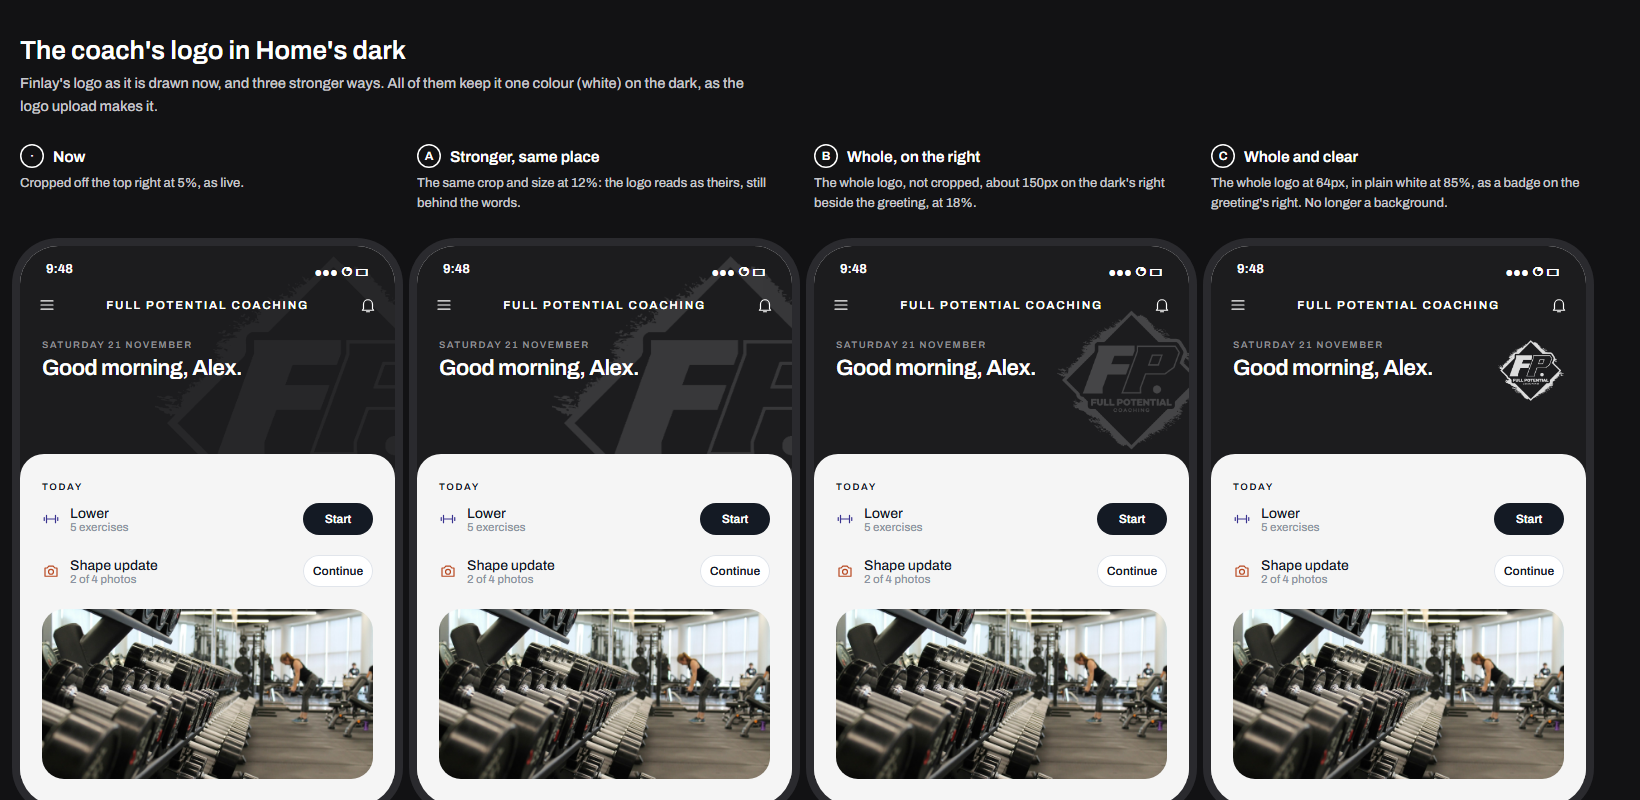 The coach's logo in Home's dark
Finlay's logo as it is drawn now, and three stronger ways. All of them keep it one colour (white) on the dark, as the
logo upload makes it.
· Now
Cropped off the top right at 5%, as live.
A Stronger, same place
The same crop and size at 12%: the logo reads as theirs, still
behind the words.
B Whole, on the right
The whole logo, not cropped, about 150px on the dark's right
beside the greeting, at 18%.
C Whole and clear
The whole logo at 64px, in plain white at 85%, as a badge on the
greeting's right. No longer a background.
9:48
FULL POTENTIAL COACHING
SATURDAY 21 NOVEMBER
Good morning, Alex.
FP.
TODAY
Lower
5 exercises
Start
Shape update
2 of 4 photos
Continue
9:48
FULL POTENTIAL COACHING
SATURDAY 21 NOVEMBER
Good morning, Alex.
FP.
TODAY
Lower
5 exercises
Start
Shape update
2 of 4 photos
Continue
9:48
FULL POTENTIAL COACHING
SATURDAY 21 NOVEMBER
Good morning, Alex.
FP.
FULL POTENTIAL
COACHING
TODAY
Lower
5 exercises
Start
Shape update
2 of 4 photos
Continue
9:48
FULL POTENTIAL COACHING
SATURDAY 21 NOVEMBER
Good morning, Alex.
FP.
FULL POTENTIAL
TODAY
Lower
5 exercises
Start
Shape update
2 of 4 photos
Continue